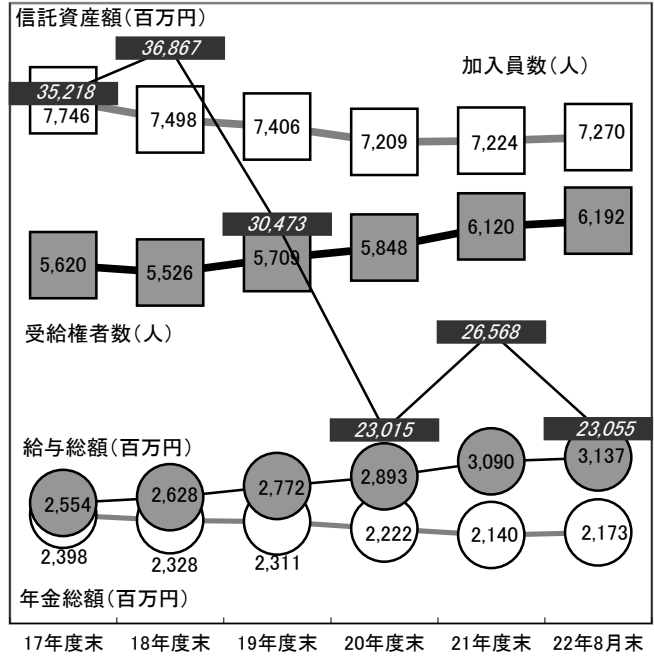 信託資産額(百万円)
36,867
加入員数(人)
35,218
7,746
7,498
7,406
7,209
7,224
7,270
30,473
5,620
5,526
5,709
5,848
6,120
6,192
受給権者数(人)
26,568
23,015
23,055
給与総額(百万円)
2,554
2,628
2,772
2,893
3,090
3,137
2,398
2,328
2,311
2,222
2,140
2,173
年金総額(百万円)
17年度末
18年度末
19年度末
20年度末
21年度末
22年8月末